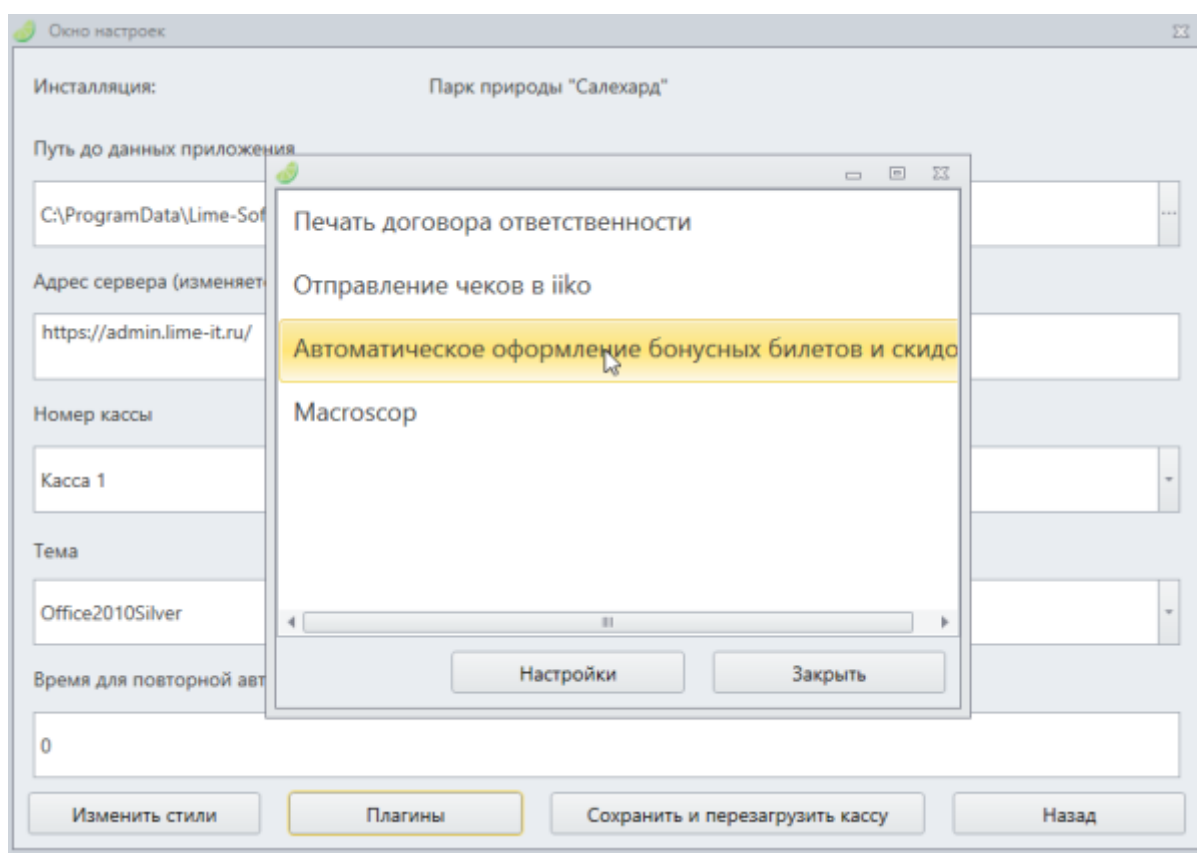 Окно настроек
Инсталляция: Парк природы "Салехард"
Путь до данных приложения
C:\ProgramData\Lime-Sof
...
Печать договора ответственности
Адрес сервера (изменяет
Отправление чеков в iiko
https://admin.lime-it.ru/
Автоматическое оформление бонусных билетов и скидо
Номер кассы
Macroscop
Касса 1
Тема
Office2010Silver
Настройки Закрыть
Время для повторной авт
0
Изменить стили Плагины Сохранить и перезагрузить кассу Назад